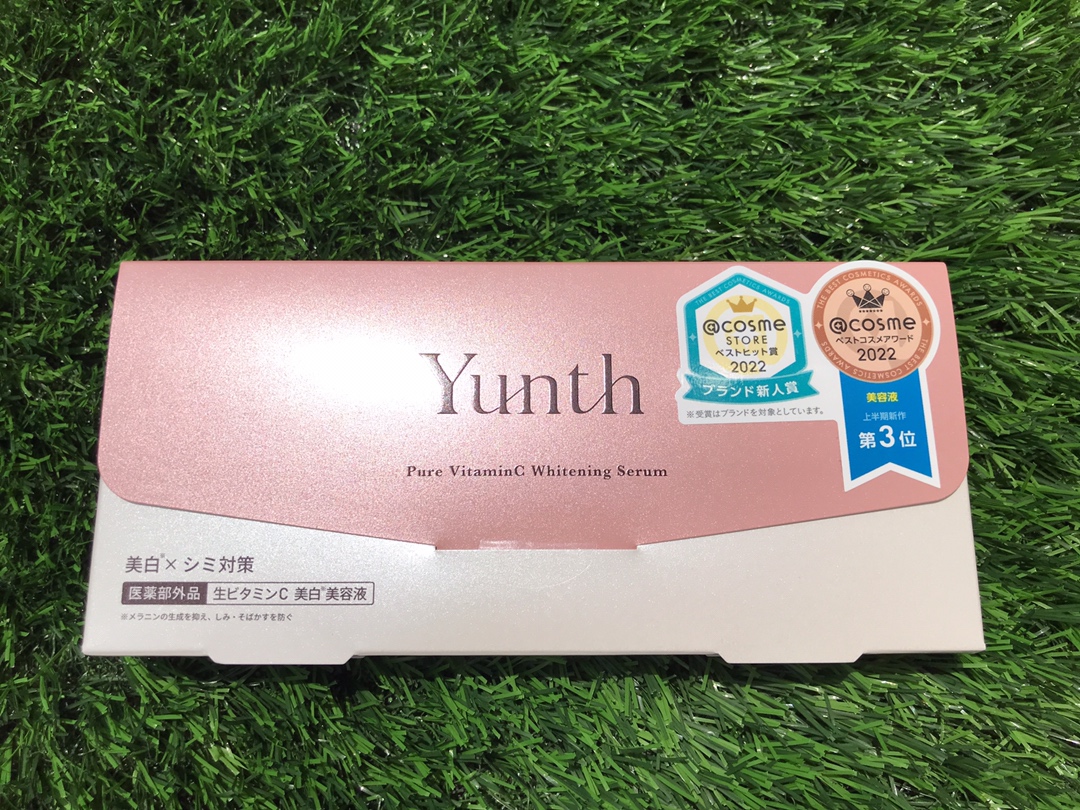 Yunth
Pure VitaminC Whitening Serum
THE BEST COSMETICS AWARDS
@cosme
STORE
ベストヒット賞
2022
ブランド新人賞
※受賞はブランドを対象としています。
THE BEST COSMETICS AWARDS
@cosme
ベストコスメアワード
2022
THE BEST COSMETICS AWARDS
美容液
上半期新作
第3位
美白※×シミ対策
医薬部外品 生ビタミンC 美白※美容液
※メラニンの生成を抑え、しみ・そばかすを防ぐ